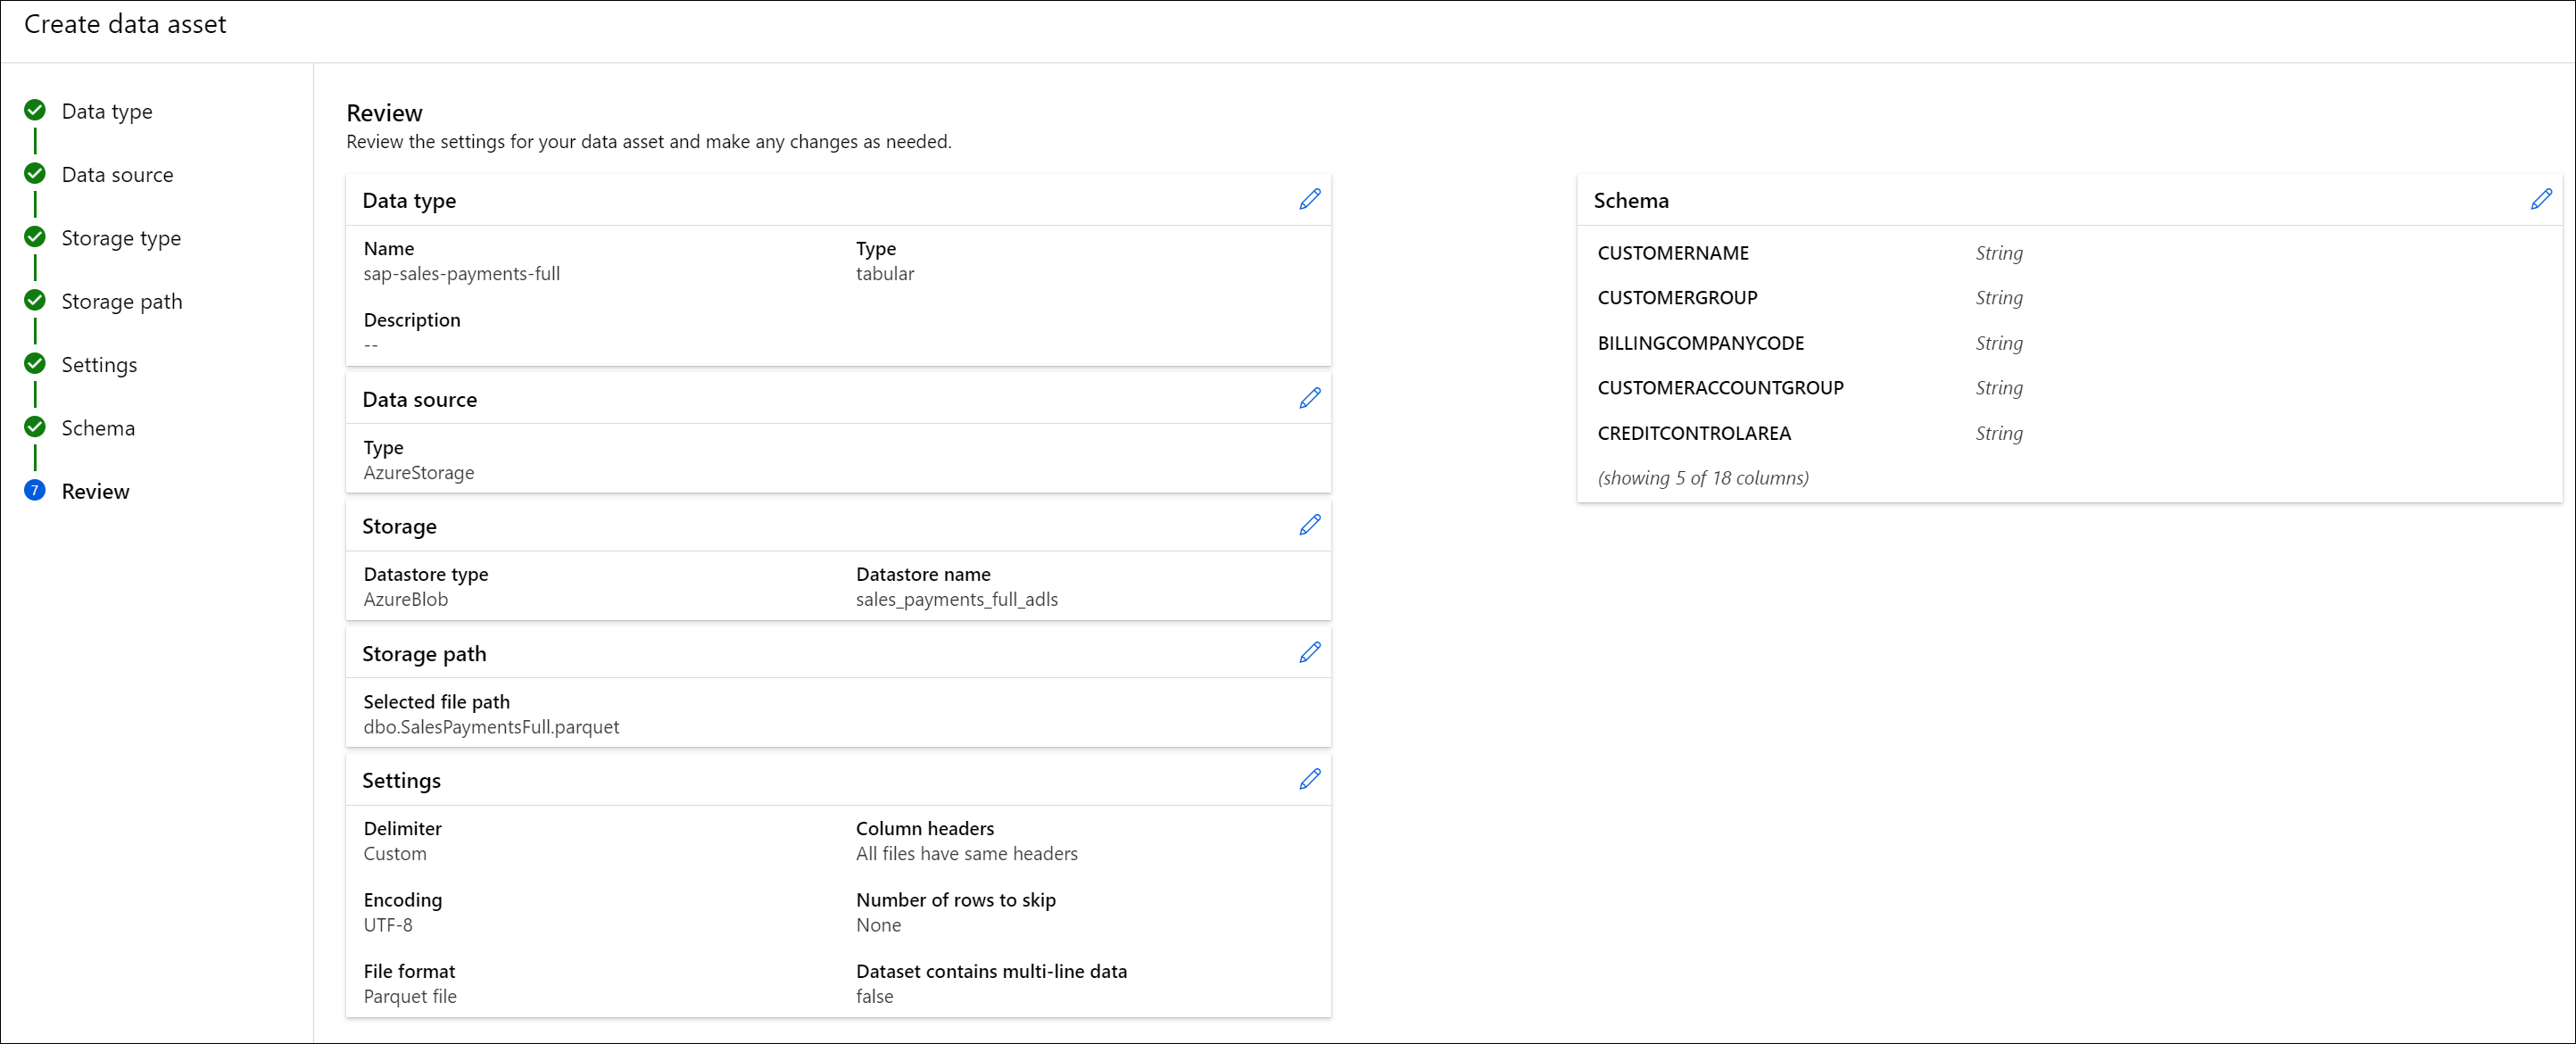 Create data asset
Data type
Data source
Storage type
Storage path
Settings
Schema
7 Review
Review
Review the settings for your data asset and make any changes as needed.
Data type
Name Type
sap-sales-payments-full tabular
Description
--
Data source
Type
AzureStorage
Storage
Datastore type Datastore name
AzureBlob sales_payments_full_adls
Storage path
Selected file path
dbo.SalesPaymentsFull.parquet
Settings
Delimiter Column headers
Custom All files have same headers
Encoding Number of rows to skip
UTF-8 None
File format Dataset contains multi-line data
Parquet file false
Schema
CUSTOMERNAME String
CUSTOMERGROUP String
BILLINGCOMPANYCODE String
CUSTOMERACCOUNTGROUP String
CREDITCONTROLAREA String
(showing 5 of 18 columns)